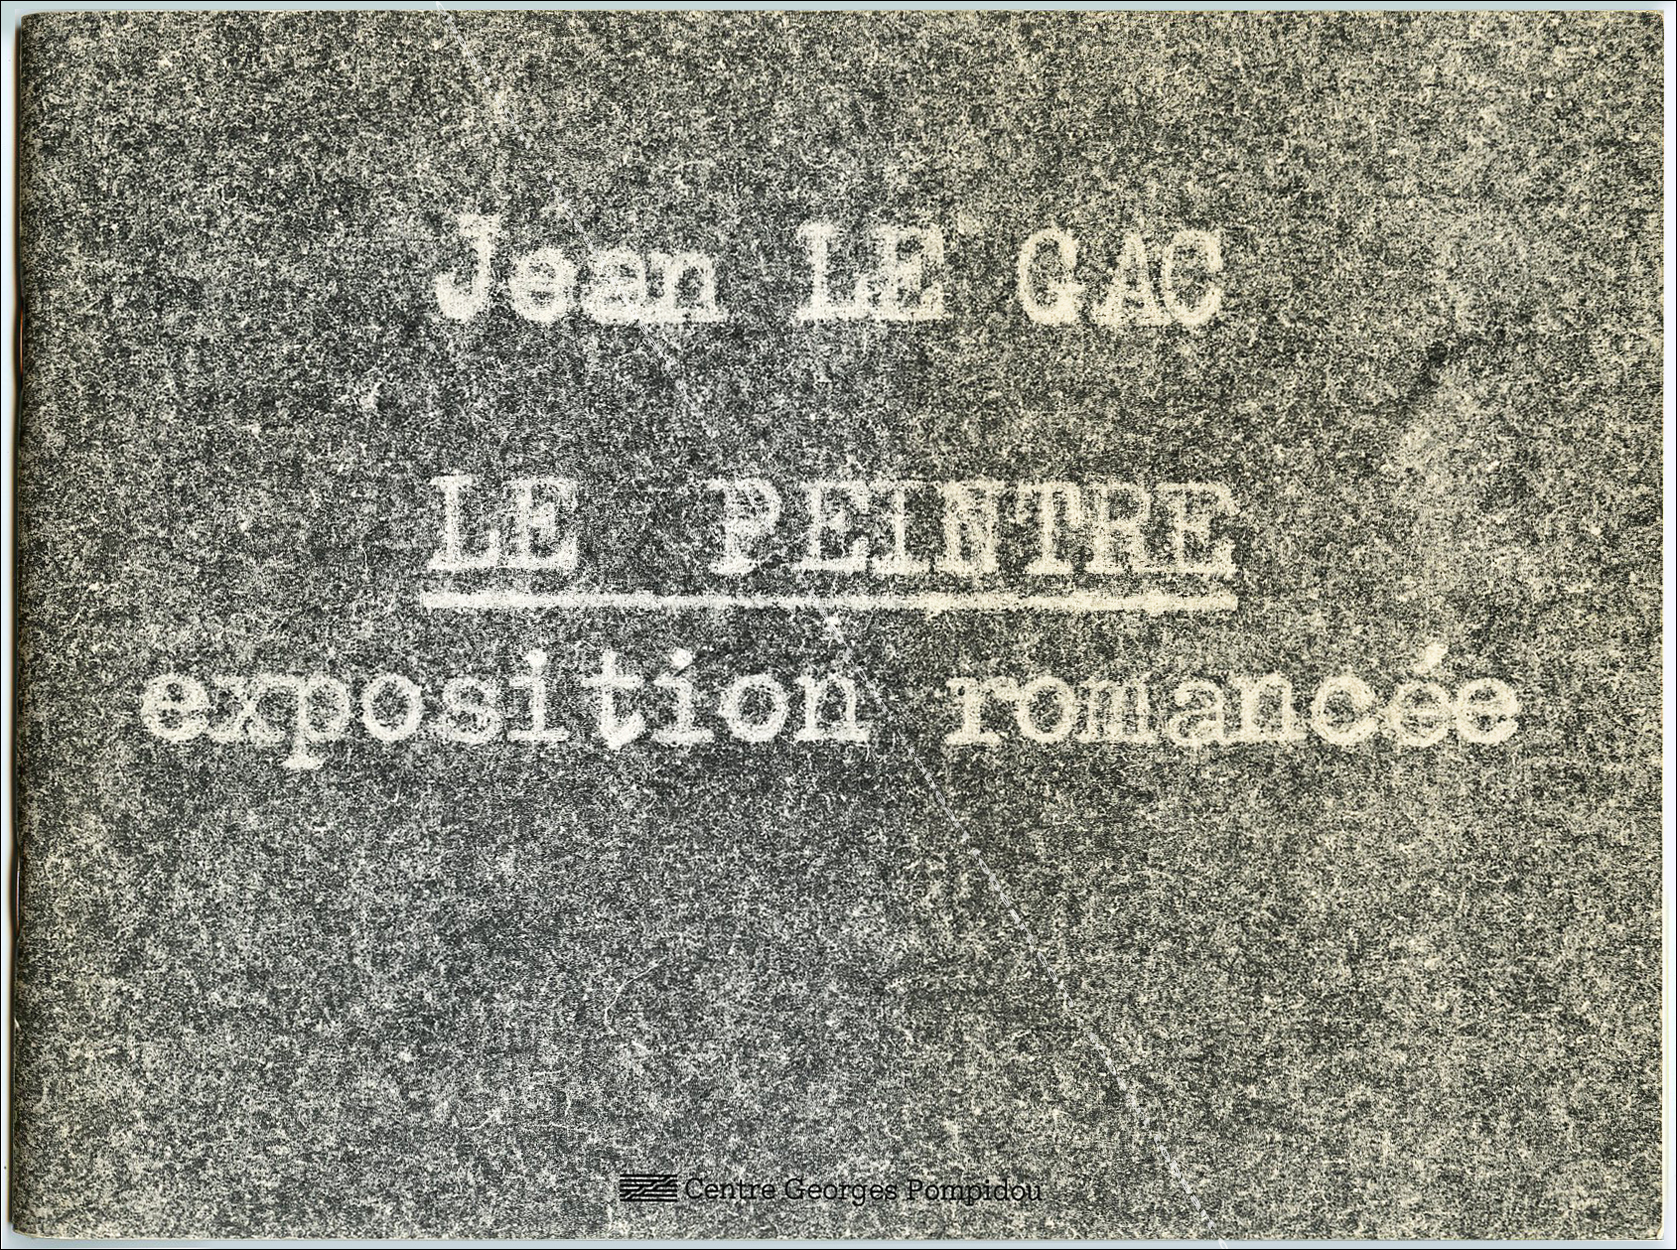 Jean LE GAC
LE PEINTRE
exposition romancée
Centre Georges Pompidou